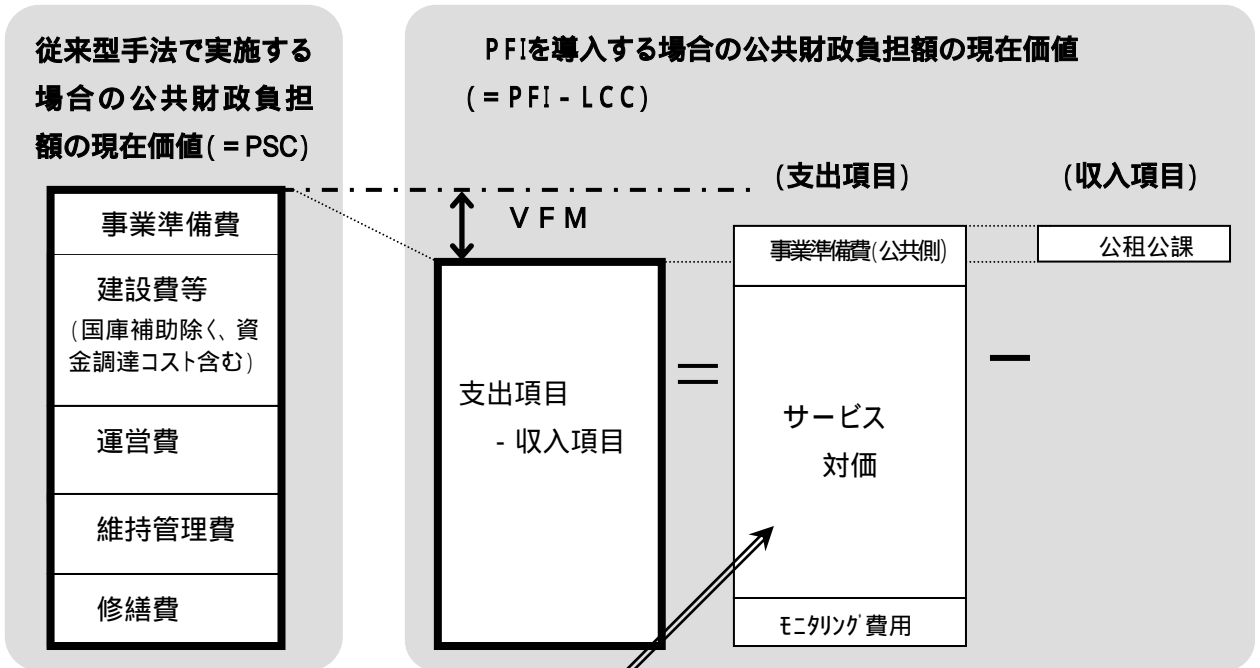 従来型手法で実施する
場合の公共財政負担
額の現在価値(=PSC)
PFIを導入する場合の公共財政負担額の現在価値
(=PFI-LCC)
(支出項目)
(収入項目)
VFM
事業準備費
建設費等
(国庫補助除く、資
金調達コスト含む)
運営費
維持管理費
修繕費
支出項目
-収入項目
=
事業準備費(公共側)
サービス
対価
モニタリング費用
-
公租公課